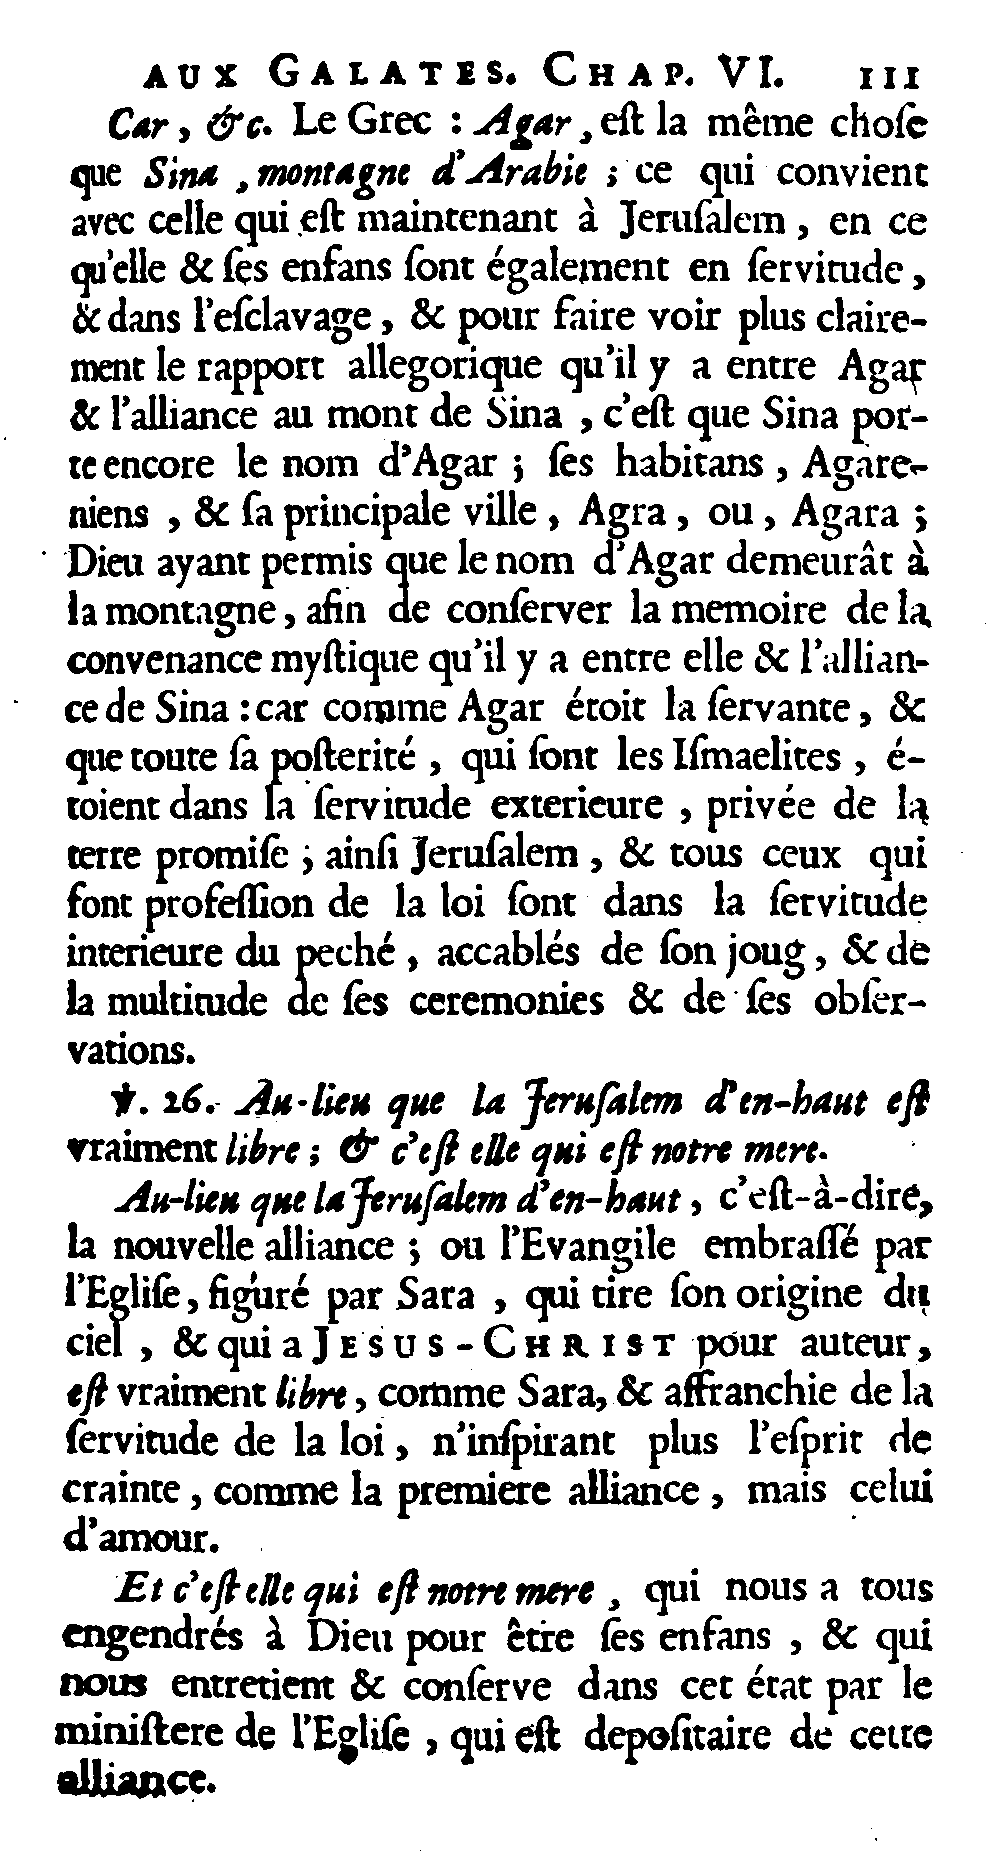 AUX GALATES. CHAP. VI. 111
Car, &c. Le Grec : Agar, eſt la même choſe
que Sina, montagne d'Arabie ; ce qui convient
avec celle qui eſt maintenant à Jeruſalem, en ce
qu'elle & ſes enfans ſont également en ſervitude,
& dans l'eſclavage, & pour faire voir plus claire-
ment le rapport allegorique qu'il y a entre Agar
& l'alliance au mont de Sina, c'eſt que Sina por-
te encore le nom d'Agar ; ſes habitans, Agare-
niens, & ſa principale ville, Agra, ou, Agara ;
Dieu ayant permis que le nom d'Agar demeurât à
la montagne, afin de conſerver la memoire de la
convenance myſtique qu'il y a entre elle & l'allian-
ce de Sina : car comme Agar étoit la ſervante, &
que toute ſa poſterité, qui ſont les Iſmaelites, é-
toient dans la ſervitude exterieure, privée de la
terre promiſe ; ainſi Jeruſalem, & tous ceux qui
font profeſſion de la loi ſont dans la ſervitude
interieure du peché, accablés de ſon joug, & de
la multitude de ſes ceremonies & de ſes obſer-
vations.
℣. 26. Au-lieu que la Jeruſalem d'en-haut eſt
vraiment libre ; & c'eſt elle qui eſt notre mere.
Au-lieu que la Jeruſalem d'en-haut, c'eſt-à-dire,
la nouvelle alliance ; ou l'Evangile embraſſé par
l'Egliſe, figuré par Sara, qui tire ſon origine du
ciel, & qui a JESUS-CHRIST pour auteur,
eſt vraiment libre, comme Sara, & affranchie de la
ſervitude de la loi, n'inſpirant plus l'eſprit de
crainte, comme la premiere alliance, mais celui
d'amour.
Et c'eſt elle qui eſt notre mere, qui nous a tous
engendrés à Dieu pour être ſes enfans, & qui
nous entretient & conſerve dans cet état par le
miniſtere de l'Egliſe, qui eſt depoſitaire de cette
alliance.